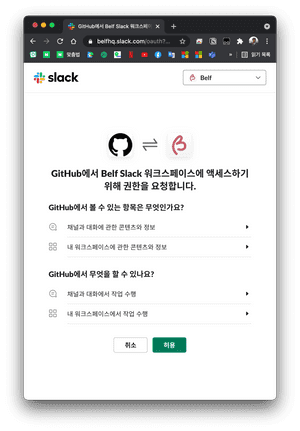 GitHub에서 Belf Slack 워크스페이
belfhq.slack.com/oauth?...
맞춤법
읽기 목록
slack
Belf
GitHub에서 Belf Slack 워크스페이스에 액세스하기
위해 권한을 요청합니다.
GitHub에서 볼 수 있는 항목은 무엇인가요?
채널과 대화에 관한 콘텐츠와 정보
내 워크스페이스에 관한 콘텐츠와 정보
GitHub에서 무엇을 할 수 있나요?
채널과 대화에서 작업 수행
내 워크스페이스에서 작업 수행
취소
허용